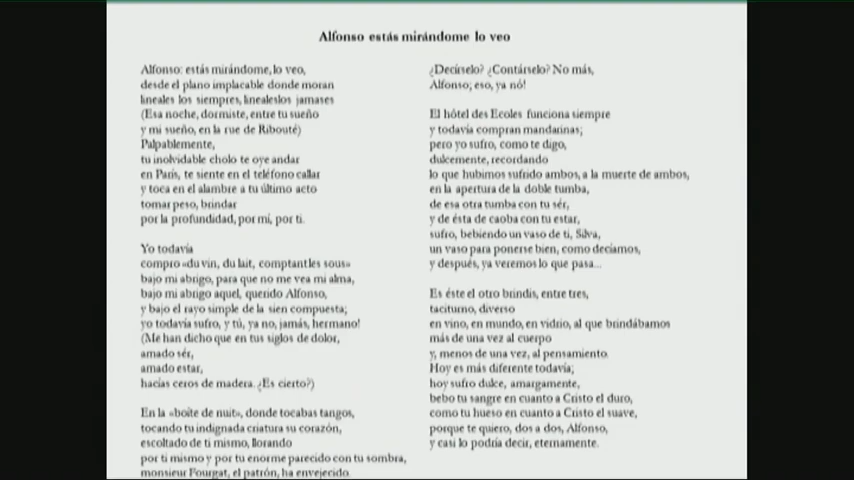 Alfonso estás mirándome lo veo
Alfonso: estás mirándome, lo veo,
desde el plano implacable donde moran
lineales los siempres, lineales los jamases
(Esa noche, dormiste, entre tu sueño
y mi sueño, en la rue de Ribouté)
Palpablemente,
tu inolvidable cholo te oye andar
en París, te siente en el teléfono callar
y toca en el alambre a tu último acto
tomar peso, brindar
por la profundidad, por mí, por ti.
Yo todavía
compro «du vin, du lait, comptant les sous»
bajo mi abrigo, para que no me vea mi alma,
bajo mi abrigo aquel, querido Alfonso,
y bajo el rayo simple de la sien compuesta;
yo todavía sufro, y tú, ya no, jamás, hermano!
(Me han dicho que en tus siglos de dolor,
amado sér,
amado estar,
hacías ceros de madera. ¿Es cierto?)
En la «boîte de nuit», donde tocabas tangos,
tocando tu indignada criatura su corazón,
escoltado de ti mismo, llorando
por ti mismo y por tu enorme parecido con tu sombra,
monsieur Fourgat, el patrón, ha envejecido.
¿Decírselo? ¿Contárselo? No más,
Alfonso; eso, ya nó!
El hôtel des Ecoles funciona siempre
y todavía compran mandarinas;
pero yo sufro, como te digo,
dulcemente, recordando
lo que hubimos sufrido ambos, a la muerte de ambos,
en la apertura de la doble tumba,
de esa otra tumba con tu sér,
y de ésta de caoba con tu estar,
sufro, bebiendo un vaso de ti, Silva,
un vaso para ponerse bien, como decíamos,
y después, ya veremos lo que pasa...
Es éste el otro brindis, entre tres,
taciturno, diverso
en vino, en mundo, en vidrio, al que brindábamos
más de una vez al cuerpo
y, menos de una vez, al pensamiento.
Hoy es más diferente todavía;
hoy sufro dulce, amargamente,
bebo tu sangre en cuanto a Cristo el duro,
como tu hueso en cuanto a Cristo el suave,
porque te quiero, dos a dos, Alfonso,
y casi lo podría decir, eternamente.